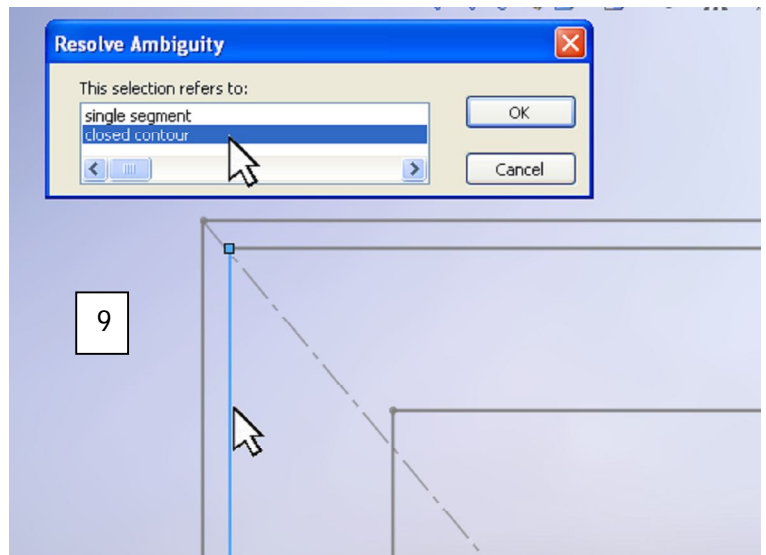 Resolve Ambiguity
This selection refers to:
single segment
closed contour
OK
Cancel
9